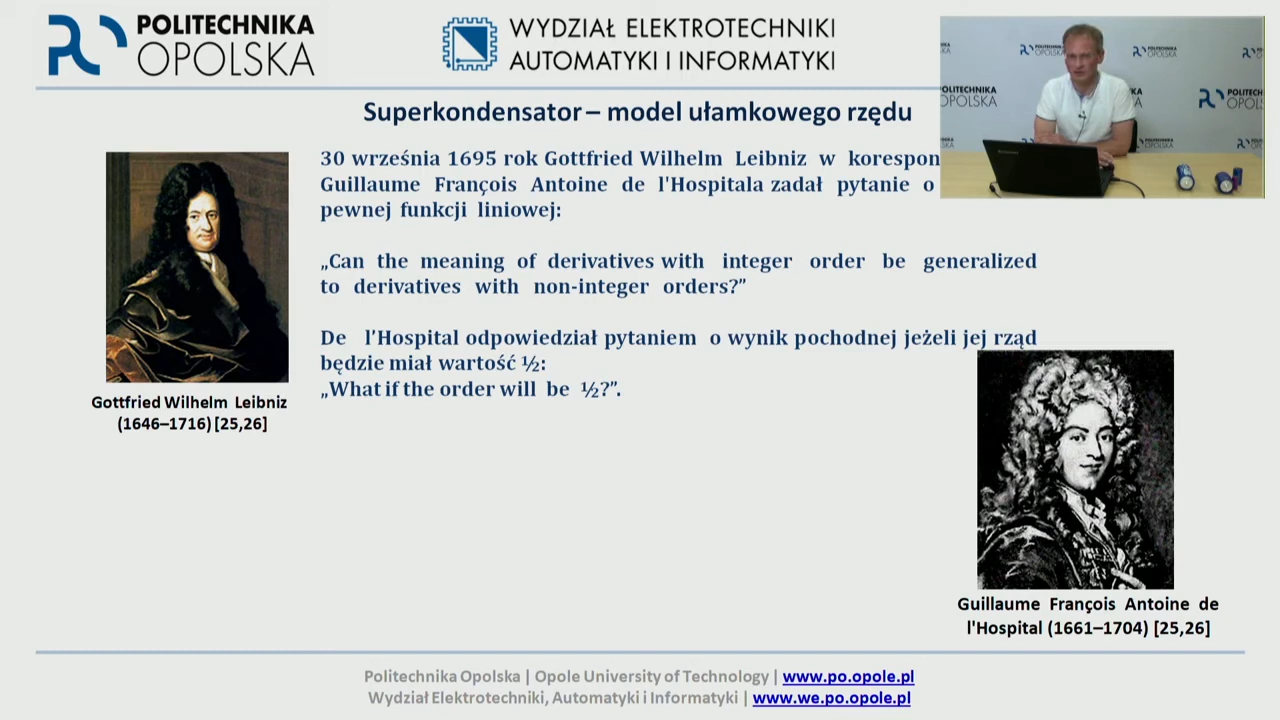 POLITECHNIKA
OPOLSKA
WYDZIAŁ ELEKTROTECHNIKI
AUTOMATYKI I INFORMATYKI
Superkondensator – model ułamkowego rzędu
30 września 1695 rok Gottfried Wilhelm Leibniz w korespon
Guillaume François Antoine de l'Hospitala zadał pytanie o
pewnej funkcji liniowej:
„Can the meaning of derivatives with integer order be generalized
to derivatives with non-integer orders?”
De l'Hospital odpowiedział pytaniem o wynik pochodnej jeżeli jej rząd
będzie miał wartość ½:
„What if the order will be ½?”.
Gottfried Wilhelm Leibniz
(1646–1716) [25,26]
Guillaume François Antoine de
l'Hospital (1661–1704) [25,26]
Politechnika Opolska | Opole University of Technology | www.po.opole.pl
Wydział Elektrotechniki, Automatyki i Informatyki | www.we.po.opole.pl